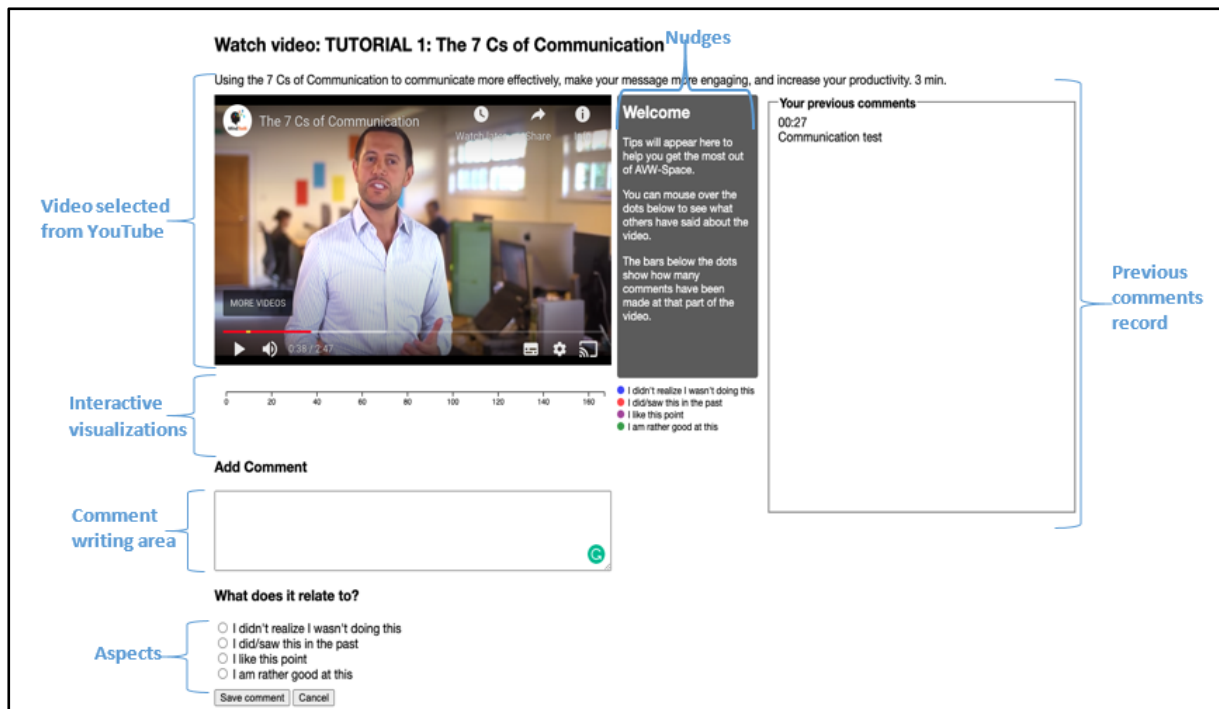 Watch video: TUTORIAL 1: The 7 Cs of Communication
Nudges
Using the 7 Cs of Communication to communicate more effectively, make your message more engaging, and increase your productivity. 3 min.
Video selected
from YouTube
The 7 Cs of Communication
Watch later
Share
MORE VIDEOS
0:38 / 2:47
Welcome
Tips will appear here to
help you get the most out
of AVW-Space.
You can mouse over the
dots below to see what
others have said about the
video.
The bars below the dots
show how many
comments have been
made at that part of the
video.
Your previous comments
00:27
Communication test
Previous
comments
record
Interactive
visualizations
0 20 40 60 80 100 120 140 160
I didn't realize I wasn't doing this
I did/saw this in the past
I like this point
I am rather good at this
Add Comment
Comment
writing area
What does it relate to?
Aspects
I didn't realize I wasn't doing this
I did/saw this in the past
I like this point
I am rather good at this
Save comment
Cancel